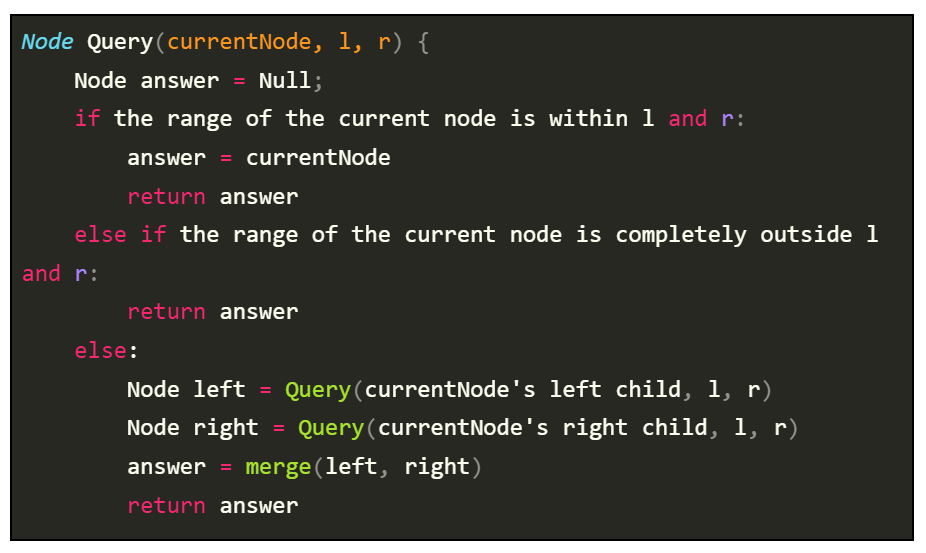 Node Query(currentNode, l, r) {
    Node answer = Null;
    if the range of the current node is within l and r:
        answer = currentNode
        return answer
    else if the range of the current node is completely outside l
and r:
        return answer
    else:
        Node left = Query(currentNode's left child, l, r)
        Node right = Query(currentNode's right child, l, r)
        answer = merge(left, right)
        return answer